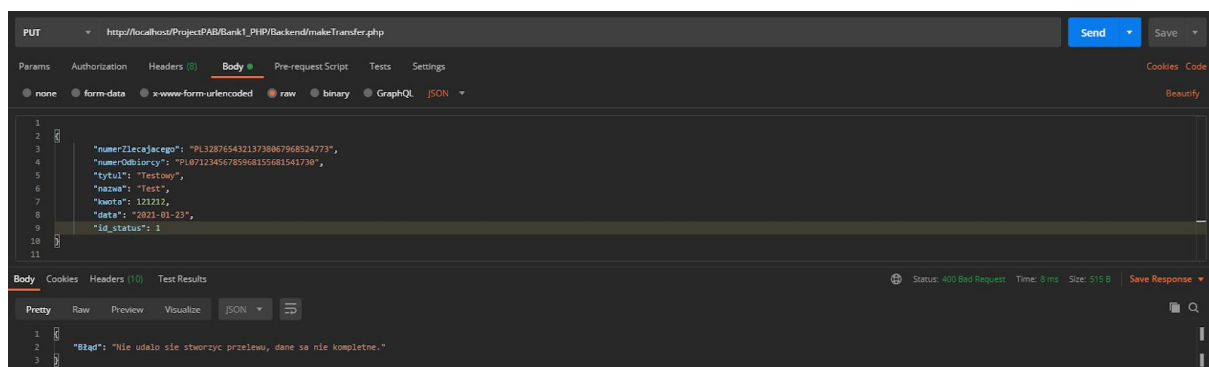 PUT http://localhost/ProjectPAB/Bank1_PHP/Backend/makeTransfer.php Send Save
Params Authorization Headers (8) Body Pre-request Script Tests Settings Cookies Code
none form-data x-www-form-urlencoded raw binary GraphQL JSON Beautify
1
2 {
3 "numerZlecajacego": "PL32876543213738067968524773",
4 "numerOdbiorcy": "PL07123456785968155681541730",
5 "tytul": "Testowy",
6 "nazwa": "Test",
7 "kwota": 121212,
8 "data": "2021-01-23",
9 "id_status": 1
10 }
11
Body Cookies Headers (10) Test Results Status: 400 Bad Request Time: 8 ms Size: 515 B Save Response
Pretty Raw Preview Visualize JSON
1 {
2 "Błąd": "Nie udalo sie stworzyc przelewu, dane sa nie kompletne."
3 }